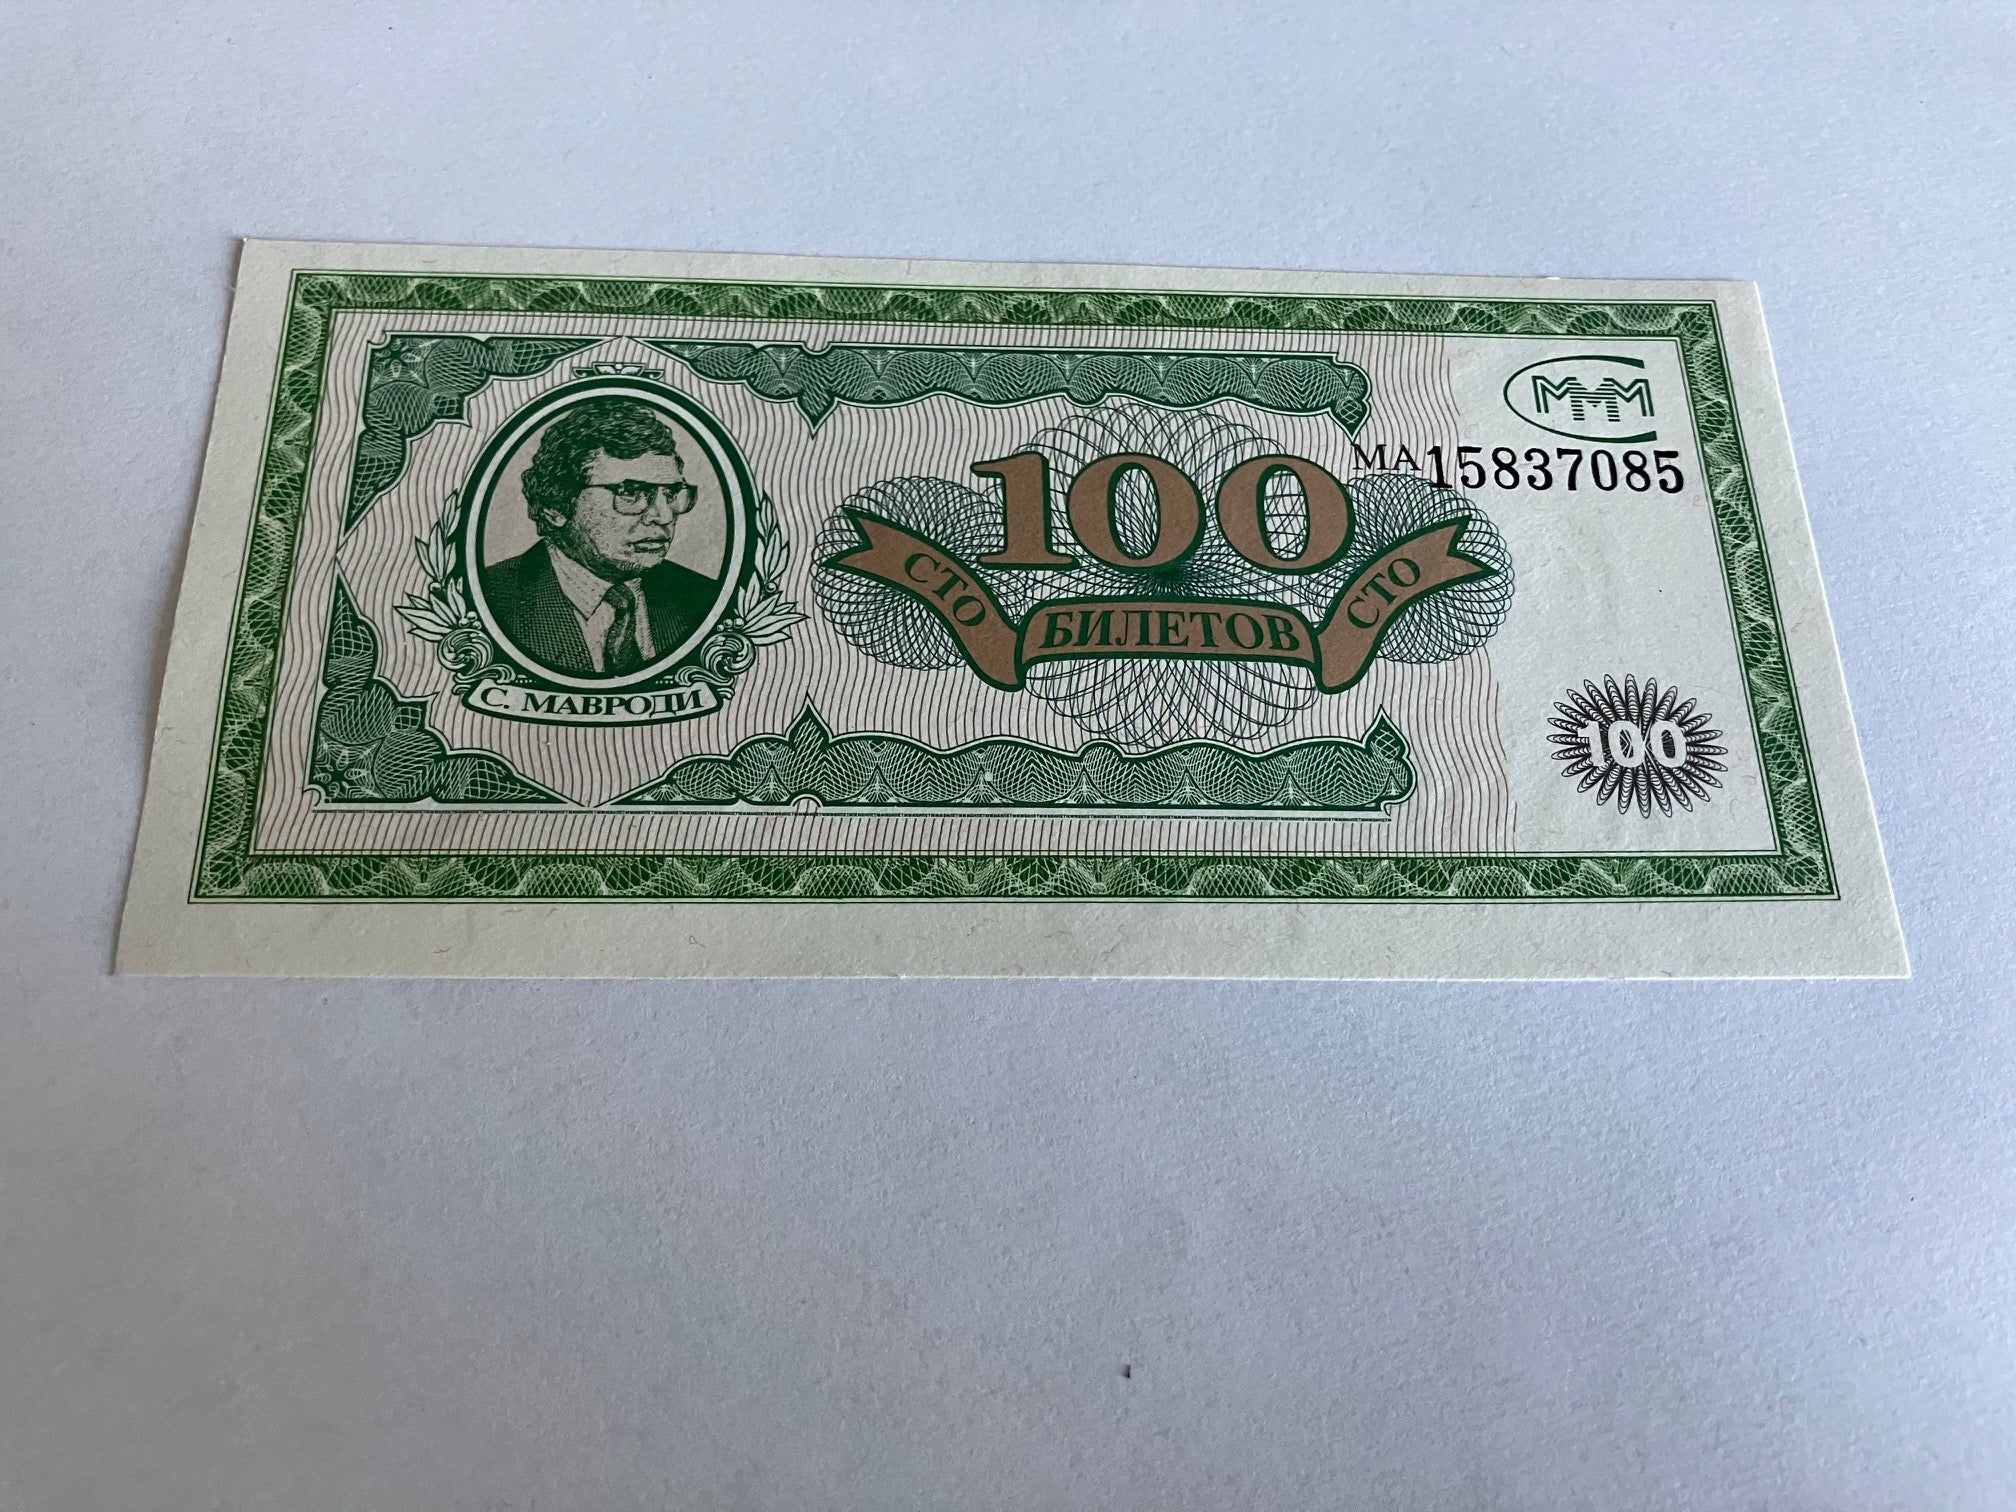 МММ
МА15837085
100
СТО БИЛЕТОВ СТО
С. МАВРОДИ
100